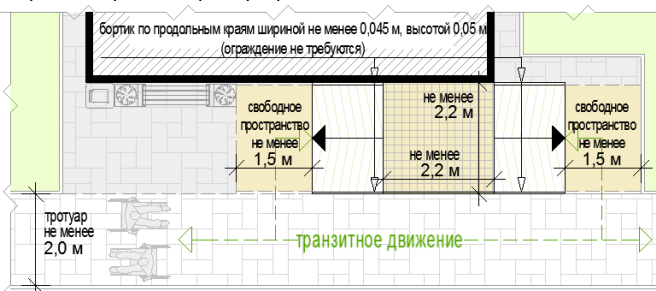 бортик по продольным краям шириной не менее 0,045 м, высотой 0,05 м
(ограждение не требуются)
свободное
пространство
не менее
1,5 м
не менее
2,2 м
не менее
2,2 м
свободное
пространство
не менее
1,5 м
тротуар
не менее
2,0 м
транзитное движение